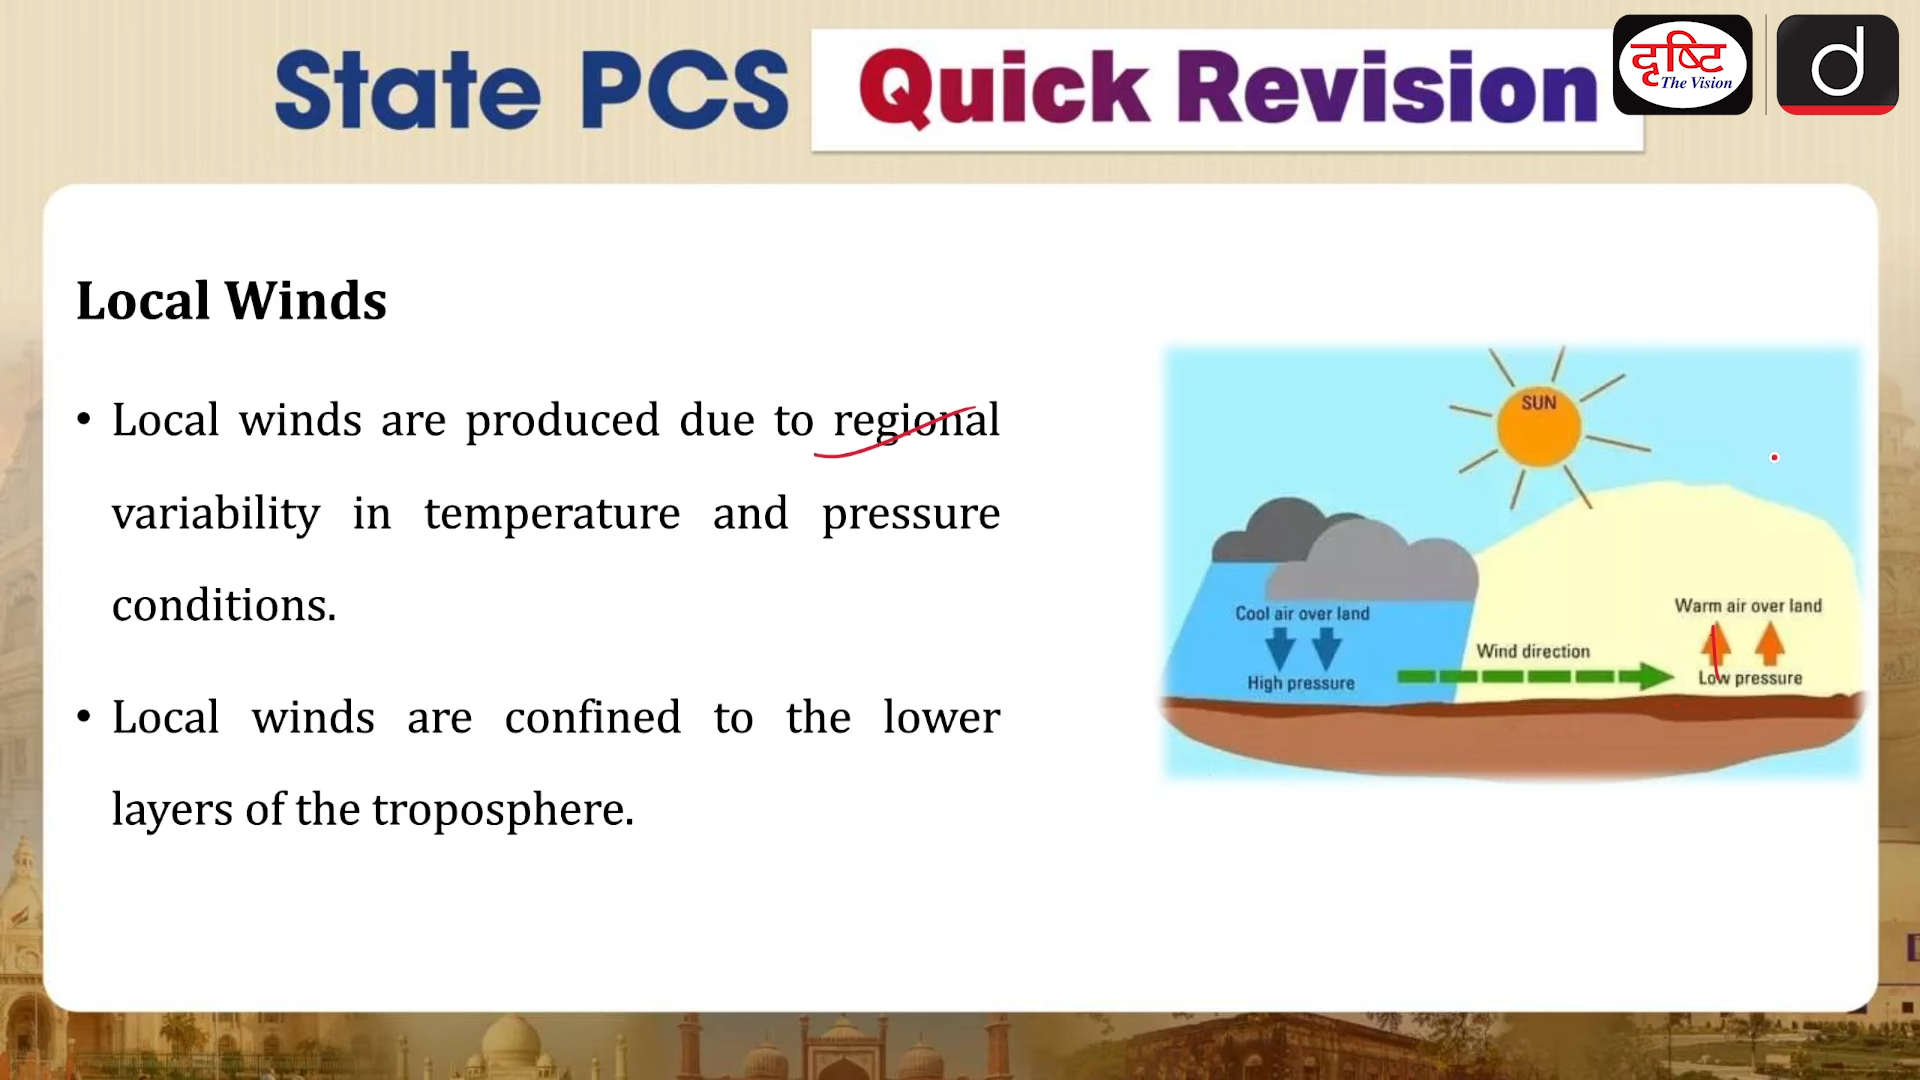 State PCS Quick Revision
दृष्टि
The Vision
d
Local Winds
• Local winds are produced due to regional
variability in temperature and pressure
conditions.
• Local winds are confined to the lower
layers of the troposphere.
SUN
Cool air over land
High pressure
Wind direction
Warm air over land
Low pressure